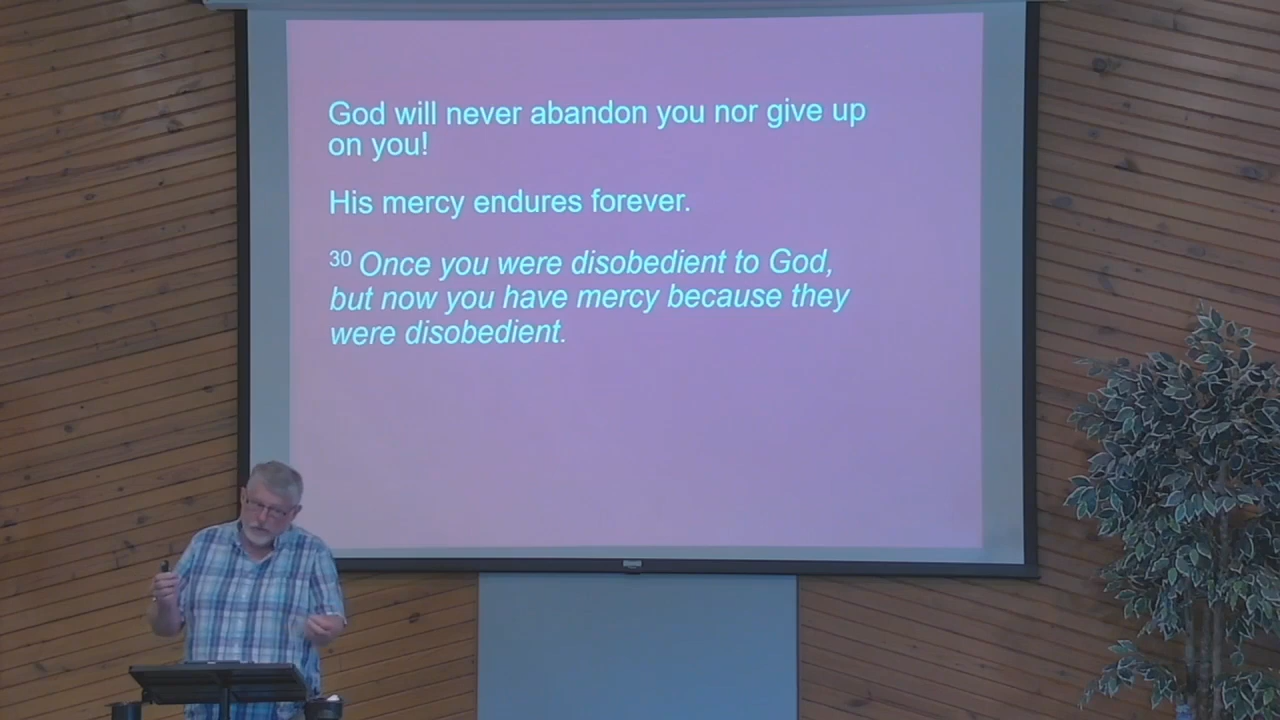 God will never abandon you nor give up
on you!
His mercy endures forever.
30 Once you were disobedient to God,
but now you have mercy because they
were disobedient.